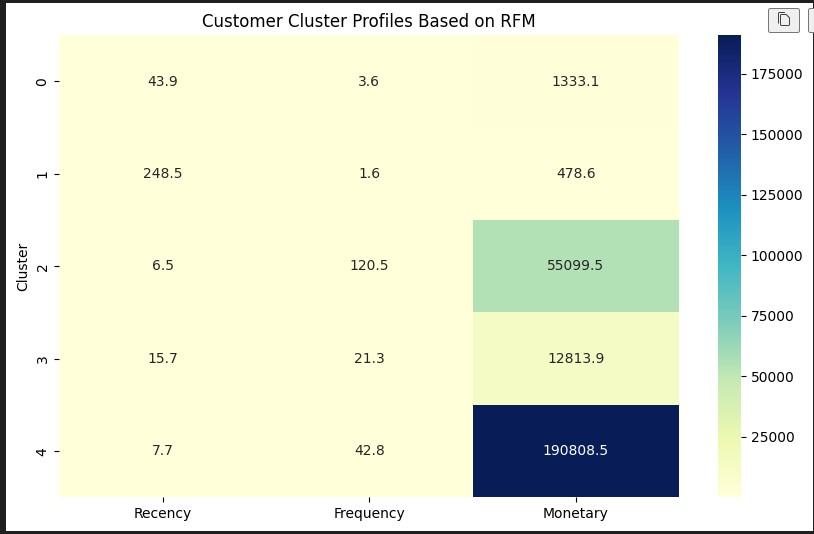 Customer Cluster Profiles Based on RFM
0 43.9 3.6 1333.1
1 248.5 1.6 478.6
2 6.5 120.5 55099.5
3 15.7 21.3 12813.9
4 7.7 42.8 190808.5
Cluster
Recency Frequency Monetary
175000
150000
125000
100000
75000
50000
25000